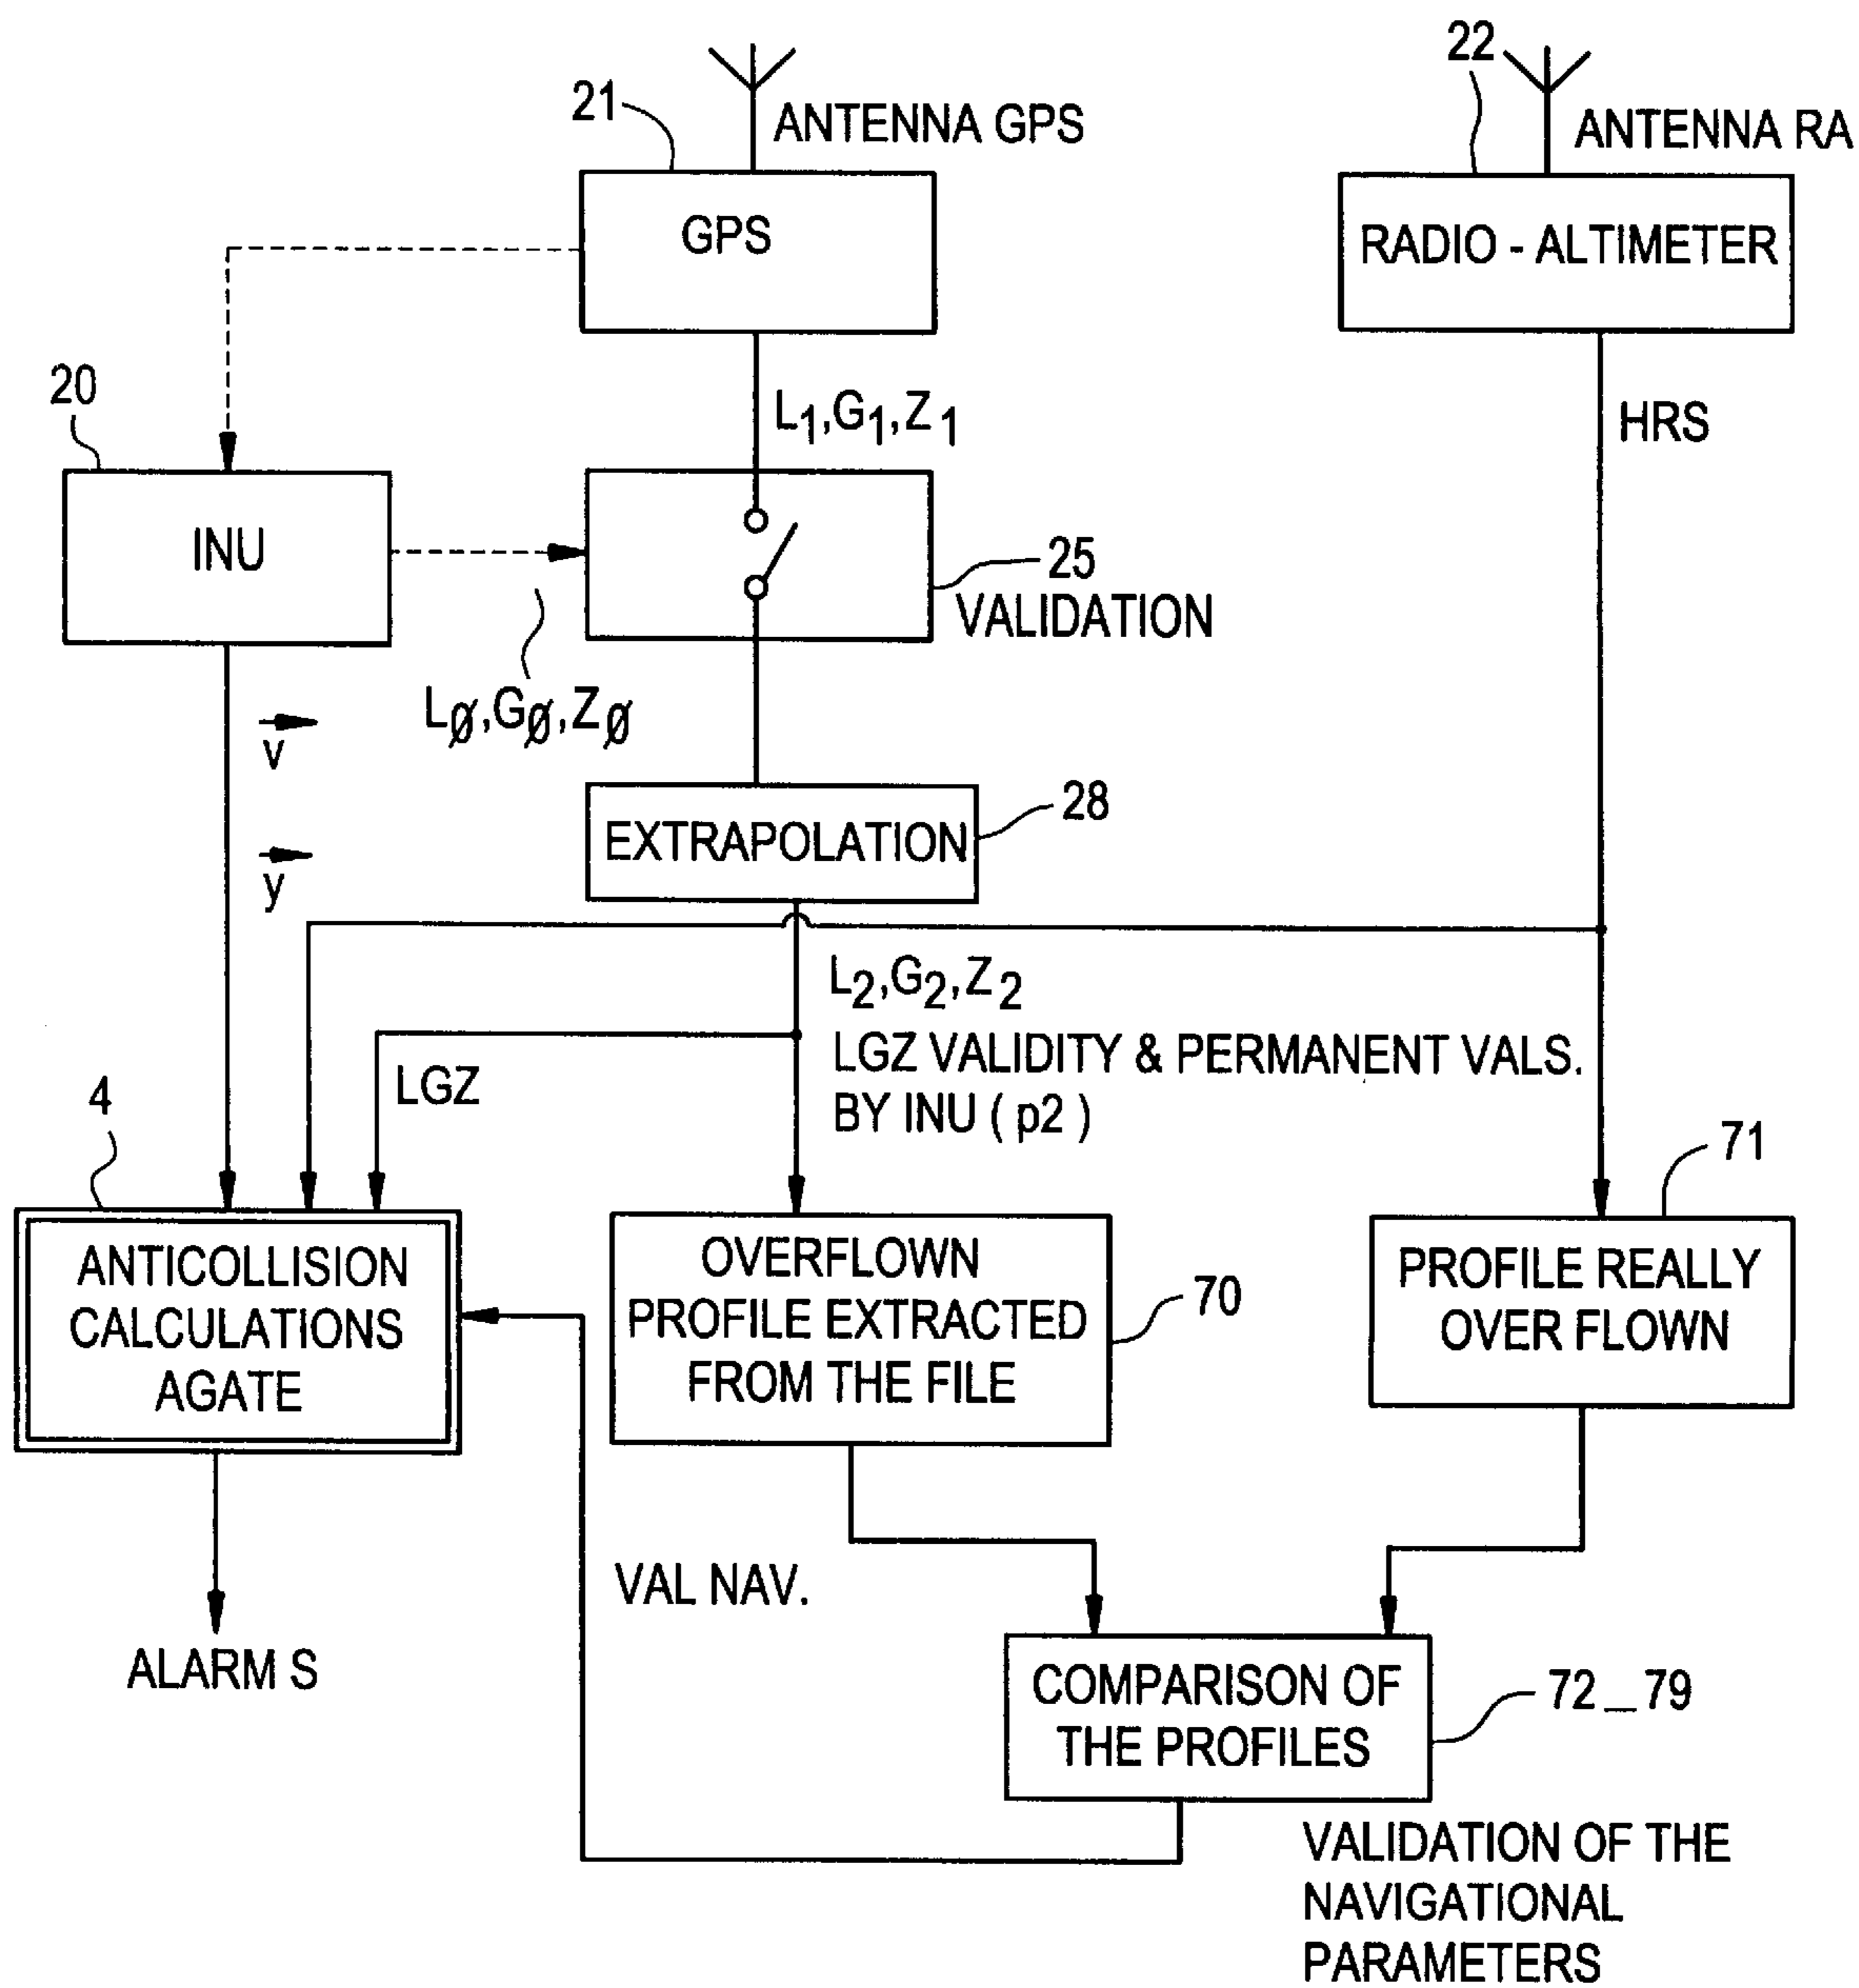 22
21
ANTENNA GPS
ANTENNA RA
GPS
RADIO - ALTIMETER
20
L1,G1,Z1
HRS
INU
25
VALIDATION
LØ,GØ,ZØ
v
28
EXTRAPOLATION
y
L2,G2,Z2
LGZ VALIDITY & PERMANENT VALS.
BY INU ( p2 )
LGZ
4
71
ANTICOLLISION
CALCULATIONS
AGATE
OVERFLOWN
PROFILE EXTRACTED
FROM THE FILE
70
PROFILE REALLY
OVER FLOWN
VAL NAV.
ALARM S
COMPARISON OF
THE PROFILES
72_79
VALIDATION OF THE
NAVIGATIONAL
PARAMETERS